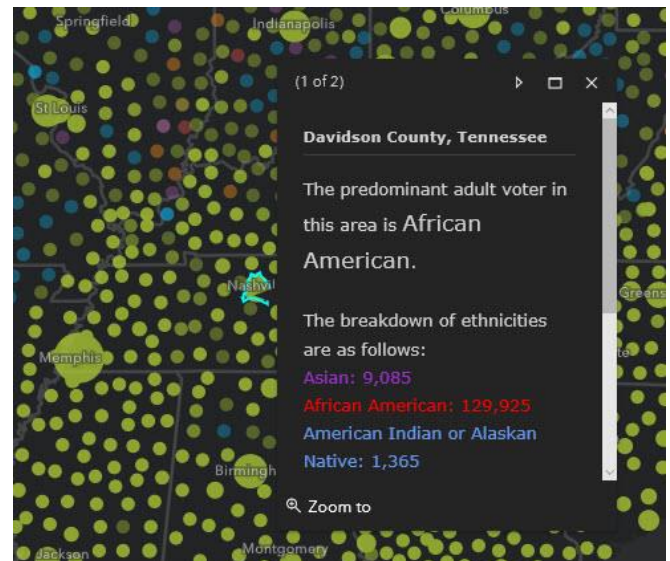 Springfield
Indianapolis
Columbus
St Louis
(1 of 2)
Davidson County, Tennessee
The predominant adult voter in
this area is African
American.
Nashvil
Greens
The breakdown of ethnicities
are as follows:
Memphis
te
Asian: 9,085
African American: 129,925
American Indian or Alaskan
Native: 1,365
Birmingh
Zoom to
Jackson
Montgomery